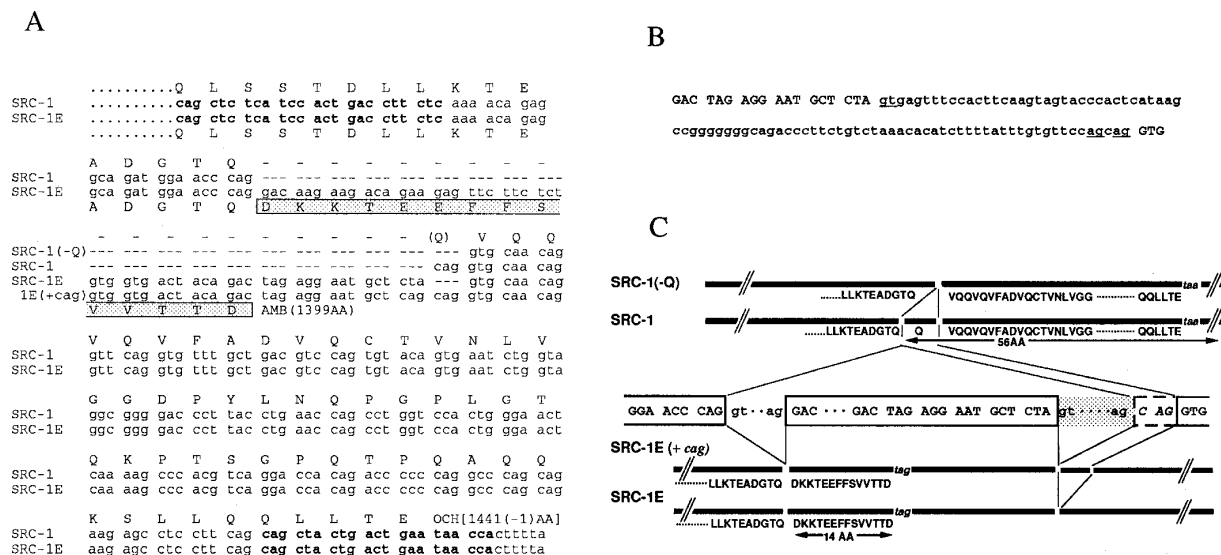 A
..........Q L S S T D L L K T E
SRC-1 ..........cag ctc tca tcc act gac ctt ctc aaa aca gag
SRC-1E ..........cag ctc tca tcc act gac ctt ctc aaa aca gag
..........Q L S S T D L L K T E
A D G T Q - - - - - - - - -
SRC-1 gca gat gga acc cag --- --- --- --- --- --- --- --- ---
SRC-1E gca gat gga acc cag gac aag aag aca gaa gag ttc ttc tct
A D G T Q D K K T E E F F S
- - - - - - - - - - (Q) V Q Q
SRC-1(-Q) --- --- --- --- --- --- --- --- --- --- gtg caa cag
SRC-1 --- --- --- --- --- --- --- --- --- --- cag gtg caa cag
SRC-1E gtg gtg act aca gac tag agg aat gct cta --- gtg caa cag
1E(+cag) gtg gtg act aca gac tag agg aat gct cag cag gtg caa cag
V V T T D AMB(1399AA)
V Q V F A D V Q C T V N L V
SRC-1 gtt cag gtg ttt gct gac gtc cag tgt aca gtg aat ctg gta
SRC-1E gtt cag gtg ttt gct gac gtc cag tgt aca gtg aat ctg gta
G G D P Y L N Q P G P L G T
SRC-1 ggc ggg gac cct tac ctg aac cag cct ggt cca ctg gga act
SRC-1E ggc ggg gac cct tac ctg aac cag cct ggt cca ctg gga act
Q K P T S G P Q T P Q A Q Q
SRC-1 caa aag ccc acg tca gga cca cag acc ccc cag gcc cag cag
SRC-1E caa aag ccc acg tca gga cca cag acc ccc cag gcc cag cag
K S L L Q Q L L T E OCH[1441(-1)AA]
SRC-1 aag agc ctc ctt cag cag cta ctg act gaa taa ccacttttta
SRC-1E aag agc ctc ctt cag cag cta ctg act gaa taa ccacttttta
B
GAC TAG AGG AAT GCT CTA gtgagtttccacttcaagtagtacccactcataag
ccgggggggcagacccttctgtctaaacacatcttttatttgtgttccagcag GTG
C
SRC-1(-Q) taa
......LLKTEADGTQ VQQVQVFADVQCTVNLVGG ........... QQLLTE
SRC-1 taa
......LLKTEADGTQ Q VQQVQVFADVQCTVNLVGG ........... QQLLTE
56AA
GGA ACCC CAG gt··ag GAC ··· GAC TAG AGG AAT GCT CTA gt····ag C AG GTG
SRC-1E (+ cag) tag
..........LLKTEADGTQ DKKTEEFFSVVTTD
SRC-1E tag
..........LLKTEADGTQ DKKTEEFFSVVTTD
14 AA